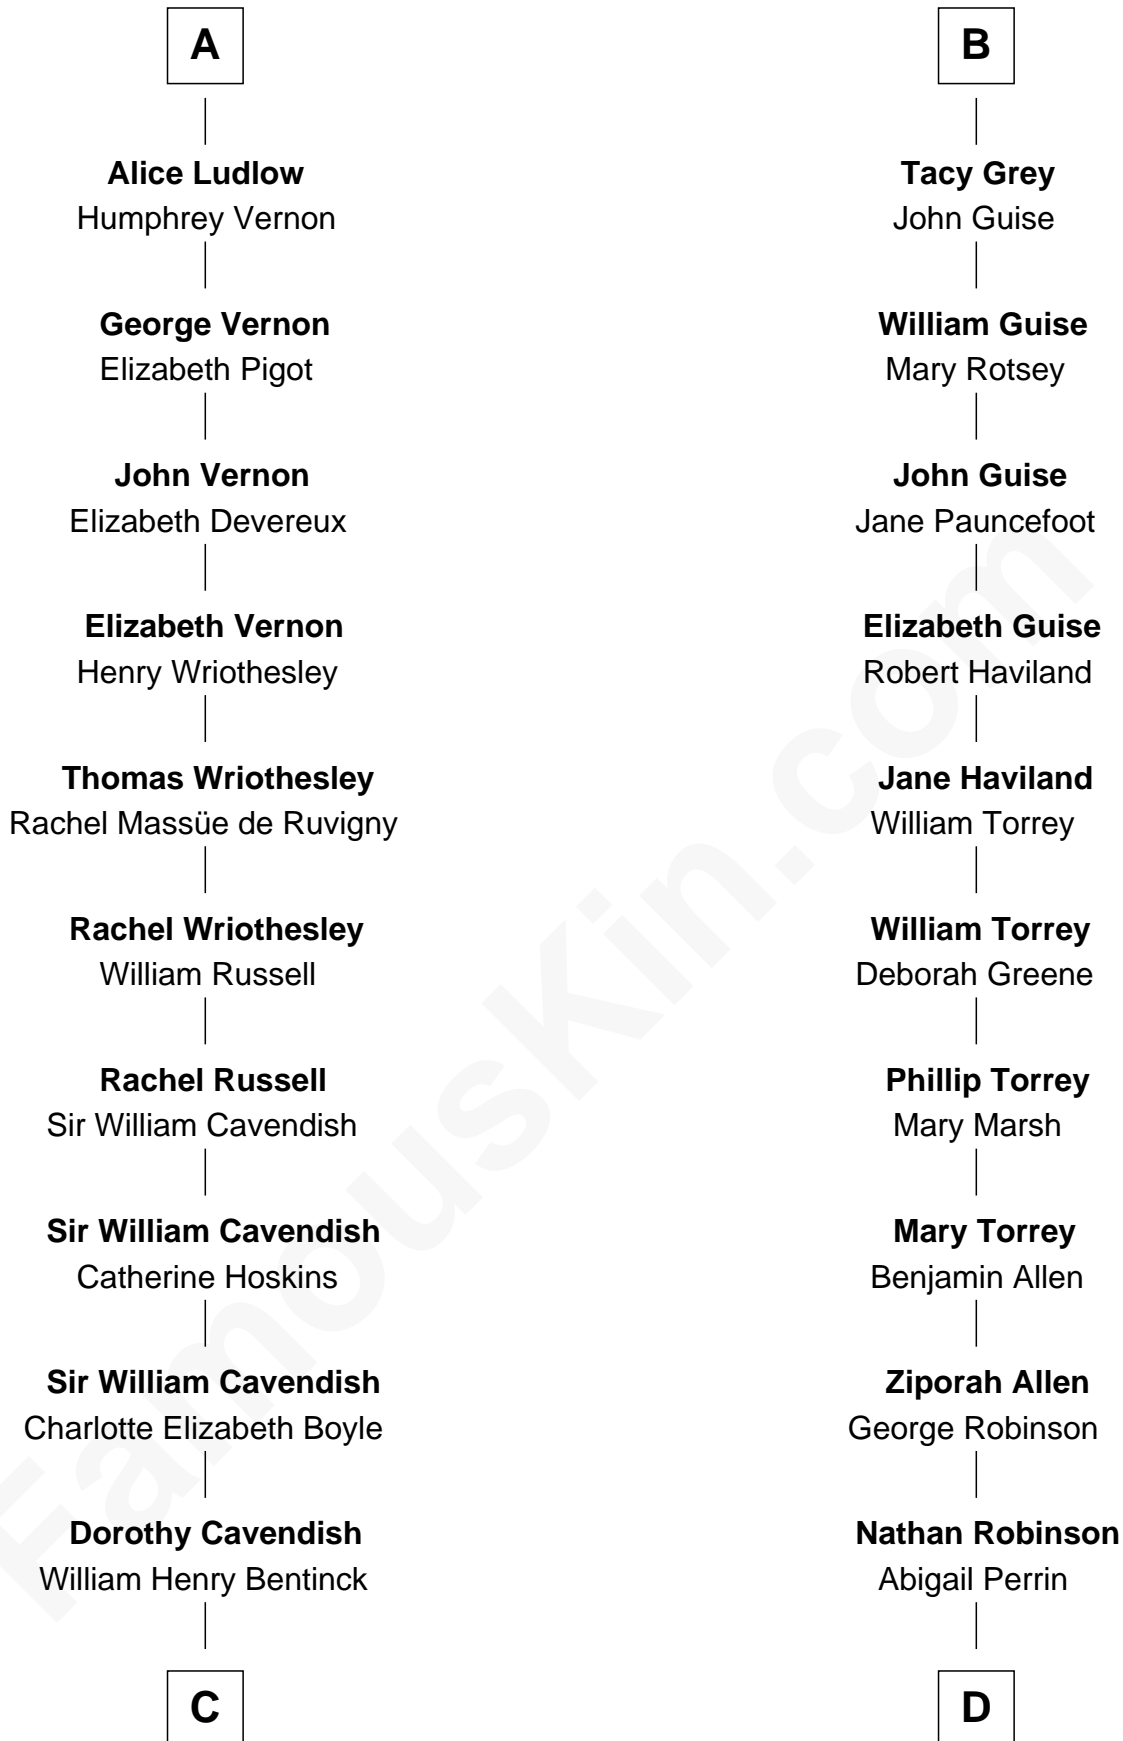 A
Alice Ludlow
Humphrey Vernon
George Vernon
Elizabeth Pigot
John Vernon
Elizabeth Devereux
Elizabeth Vernon
Henry Wriothesley
Thomas Wriothesley
Rachel Massüe de Ruvigny
Rachel Wriothesley
William Russell
Rachel Russell
Sir William Cavendish
Sir William Cavendish
Catherine Hoskins
Sir William Cavendish
Charlotte Elizabeth Boyle
Dorothy Cavendish
William Henry Bentinck
C
B
Tacy Grey
John Guise
William Guise
Mary Rotsey
John Guise
Jane Pauncefoot
Elizabeth Guise
Robert Haviland
Jane Haviland
William Torrey
William Torrey
Deborah Greene
Phillip Torrey
Mary Marsh
Mary Torrey
Benjamin Allen
Ziporah Allen
George Robinson
Nathan Robinson
Abigail Perrin
D
FamousKin.com